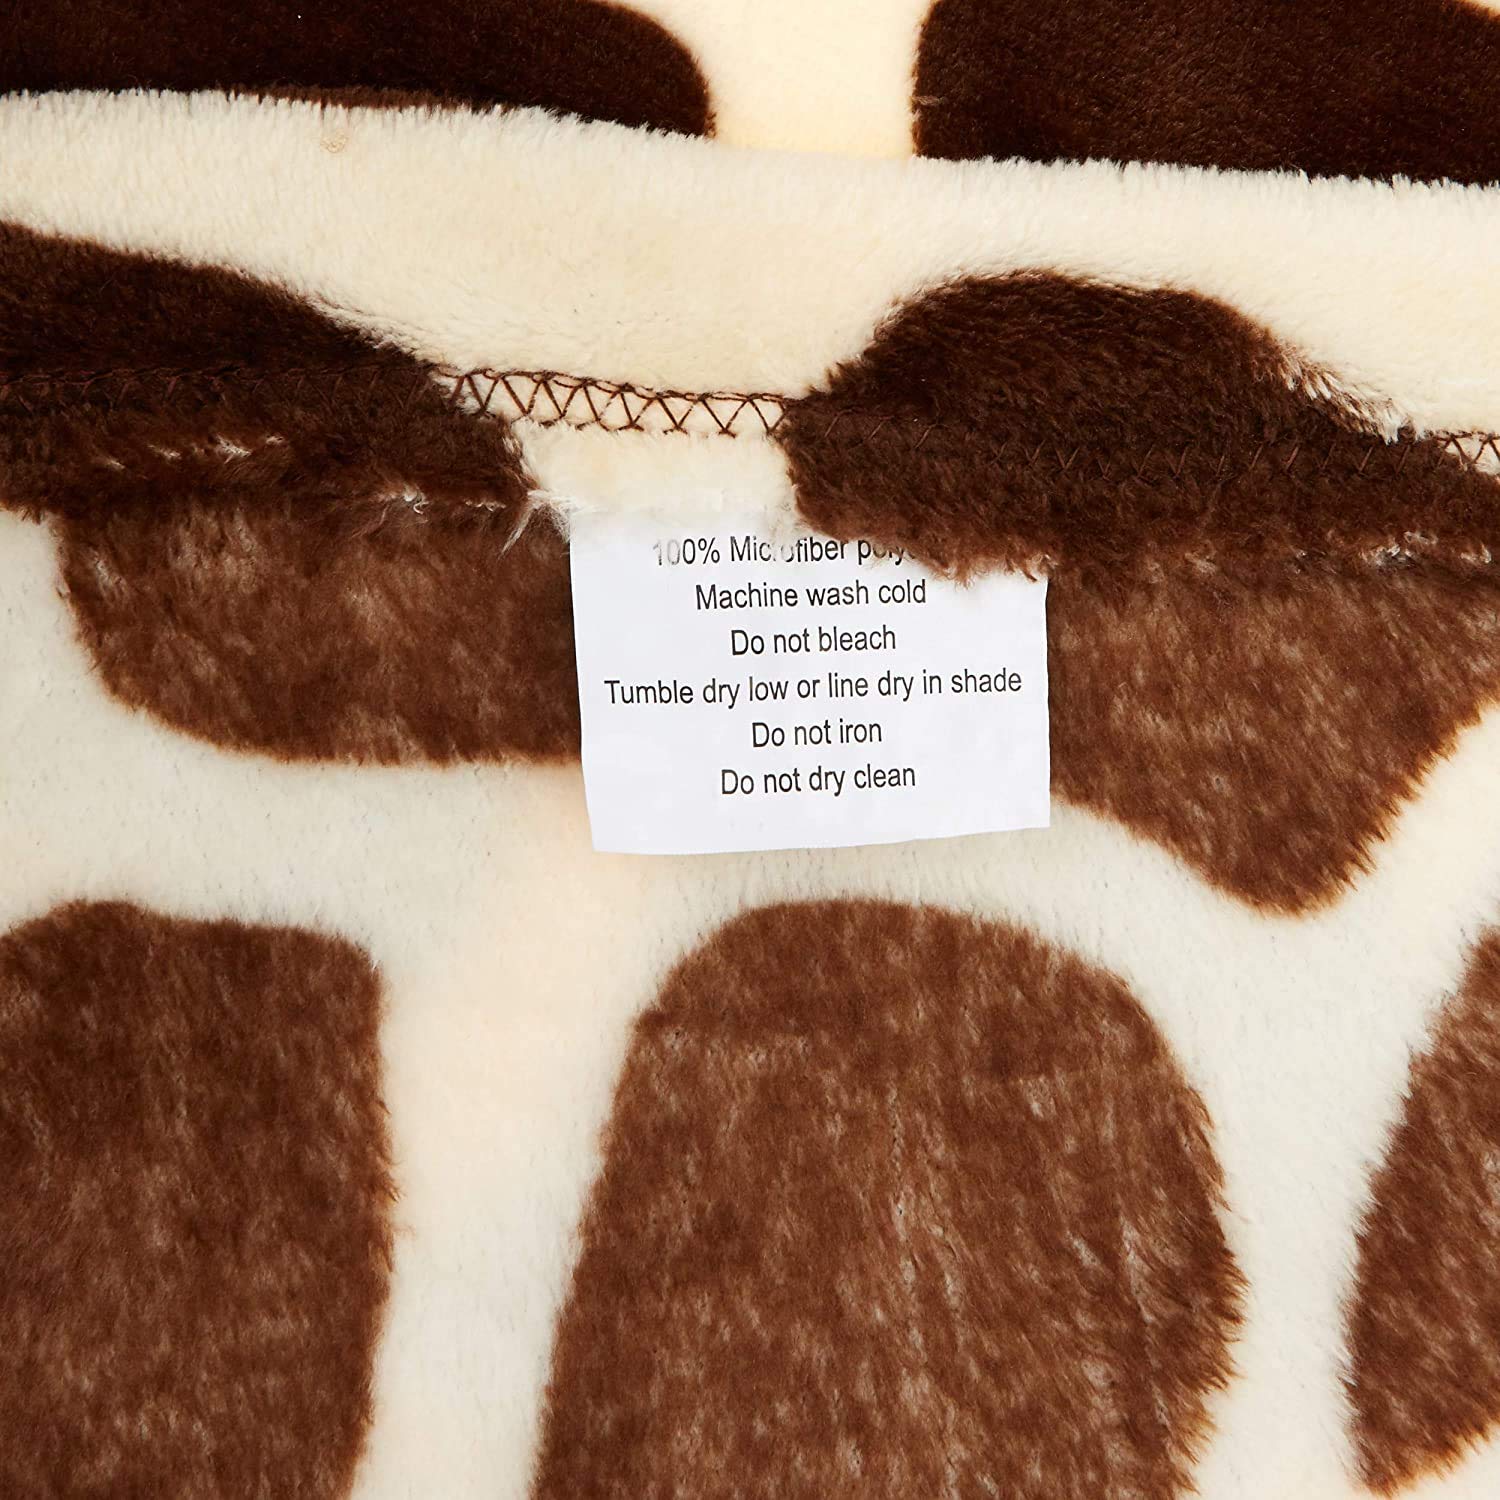 100% Microfiber
Machine wash cold
Do not bleach
Tumble dry low or line dry in shade
Do not iron
Do not dry clean